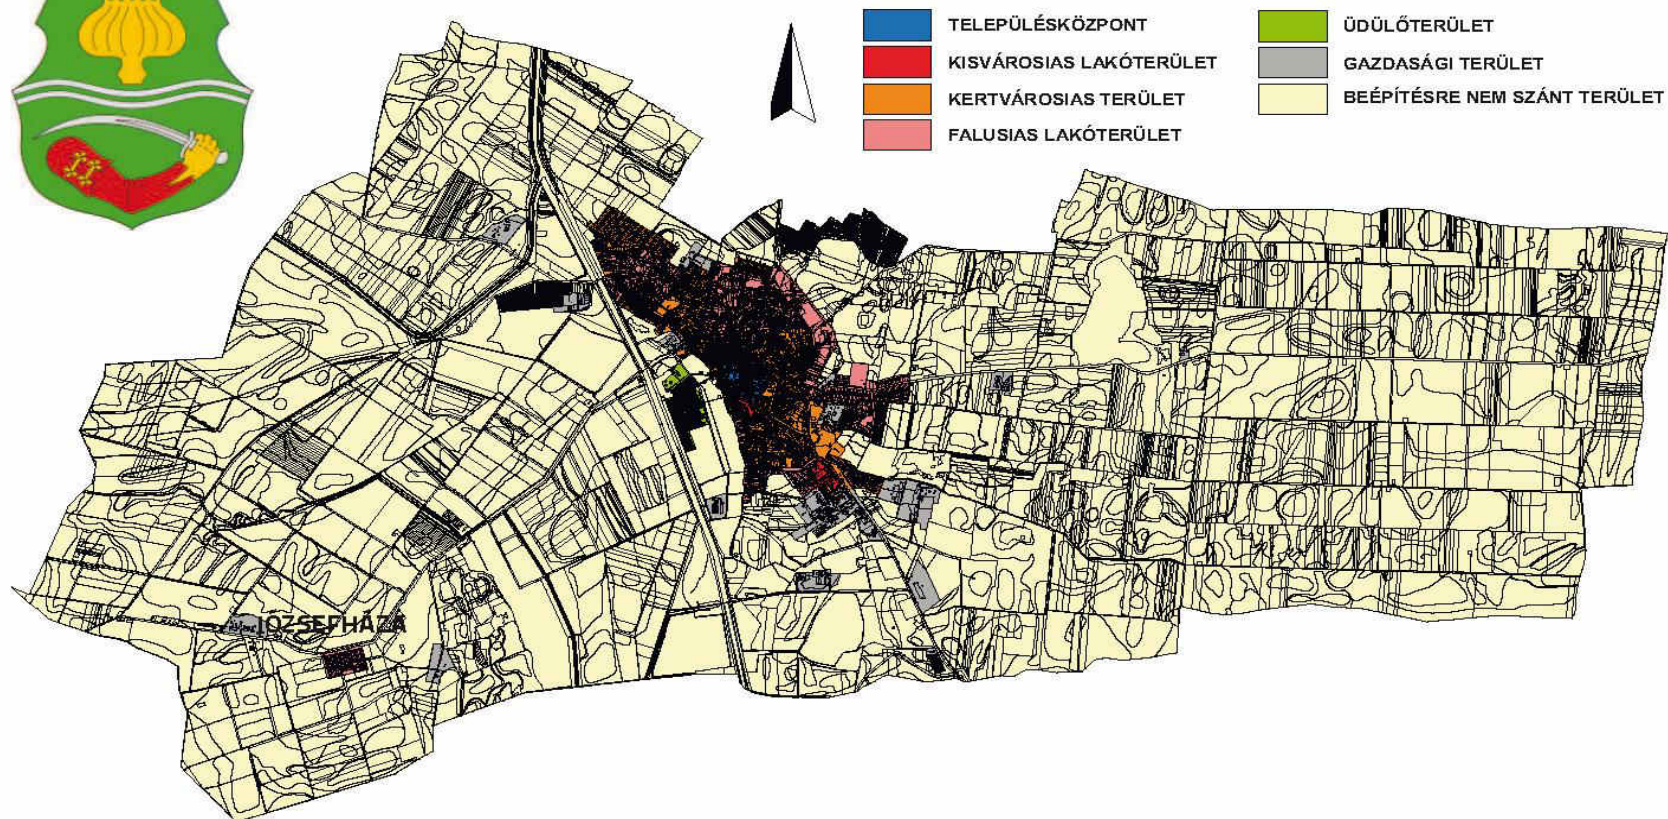 TELEPÜLÉSKÖZPONT
KISVÁROSIAS LAKÓTERÜLET
KERTVÁROSIAS TERÜLET
FALUSIAS LAKÓTERÜLET
ÜDÜLŐTERÜLET
GAZDASÁGI TERÜLET
BEÉPÍTÉSRE NEM SZÁNT TERÜLET
JÓZSEFHÁZA